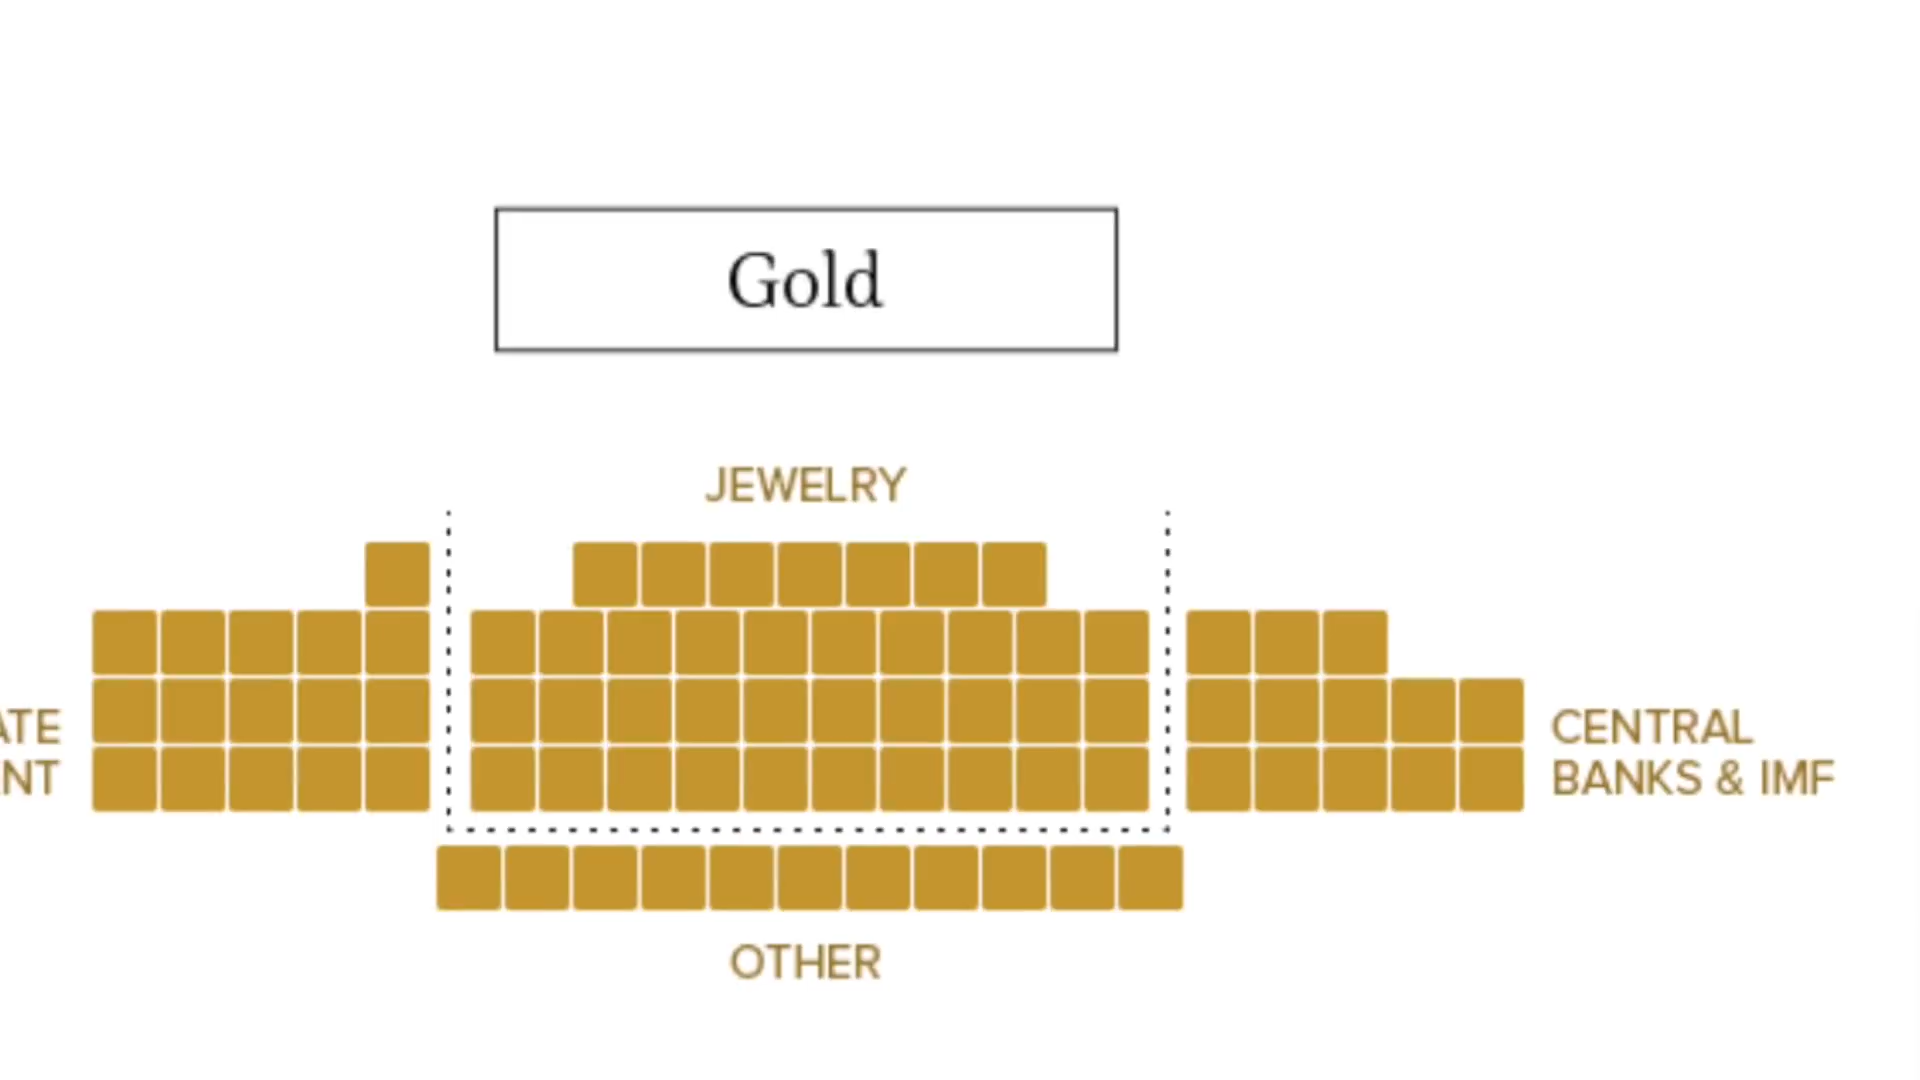 Gold
JEWELRY
ATE
NT
CENTRAL
BANKS & IMF
OTHER